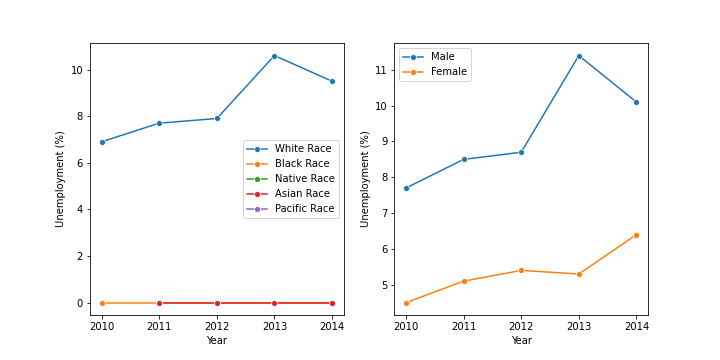 10
8
6
4
2
0
Unemployment (%)
White Race
Black Race
Native Race
Asian Race
Pacific Race
2010 2011 2012 2013 2014
Year
11
10
9
8
7
6
5
Unemployment (%)
Male
Female
2010 2011 2012 2013 2014
Year